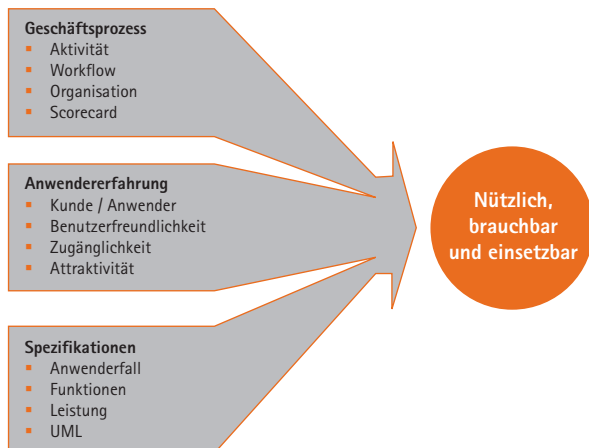 Geschäftsprozess
▪ Aktivität
▪ Workflow
▪ Organisation
▪ Scorecard
Anwendererfahrung
▪ Kunde / Anwender
▪ Benutzerfreundlichkeit
▪ Zugänglichkeit
▪ Attraktivität
Spezifikationen
▪ Anwenderfall
▪ Funktionen
▪ Leistung
▪ UML
Nützlich,
brauchbar
und einsetzbar